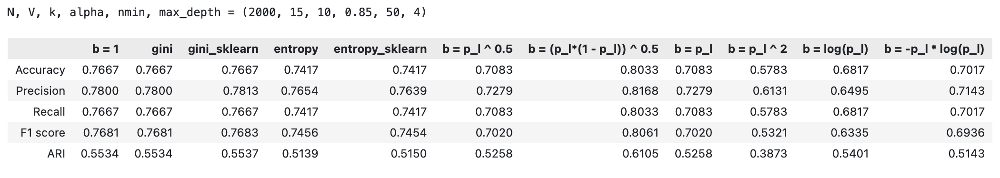 N, V, k, alpha, nmin, max_depth = (2000, 15, 10, 0.85, 50, 4)
b = 1 gini gini_sklearn entropy entropy_sklearn b = p_l ^ 0.5 b = (p_l*(1 - p_l)) ^ 0.5 b = p_l b = p_l ^ 2 b = log(p_l) b = -p_l * log(p_l)
Accuracy 0.7667 0.7667 0.7667 0.7417 0.7417 0.7083 0.8033 0.7083 0.5783 0.6817 0.7017
Precision 0.7800 0.7800 0.7813 0.7654 0.7639 0.7279 0.8168 0.7279 0.6131 0.6495 0.7143
Recall 0.7667 0.7667 0.7667 0.7417 0.7417 0.7083 0.8033 0.7083 0.5783 0.6817 0.7017
F1 score 0.7681 0.7681 0.7683 0.7456 0.7454 0.7020 0.8061 0.7020 0.5321 0.6335 0.6936
ARI 0.5534 0.5534 0.5537 0.5139 0.5150 0.5258 0.6105 0.5258 0.3873 0.5401 0.5143